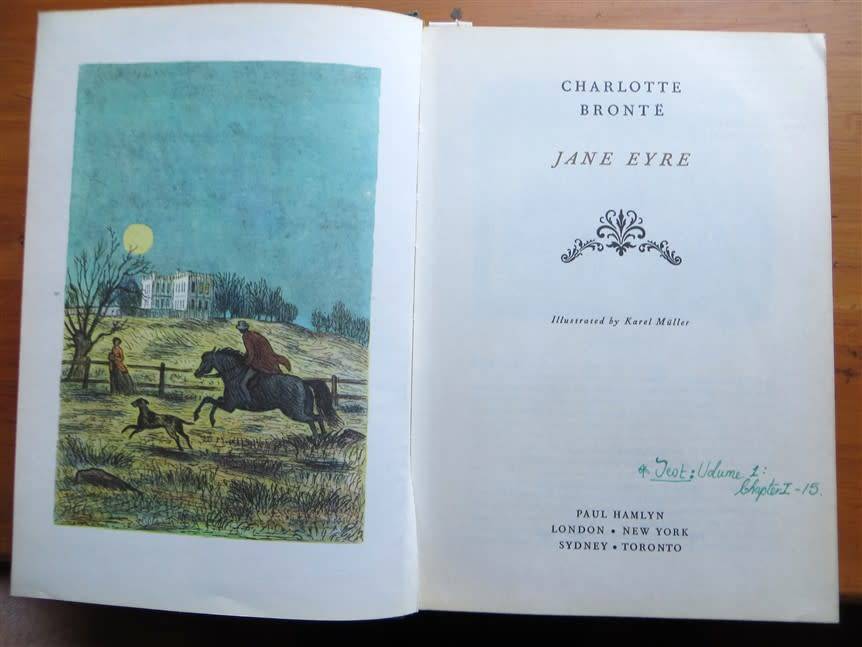 CHARLOTTE
BRONTË
JANE EYRE
Illustrated by Karel Müller
* Test: Volume 1:
Chapter I - 15.
PAUL HAMLYN
LONDON • NEW YORK
SYDNEY • TORONTO